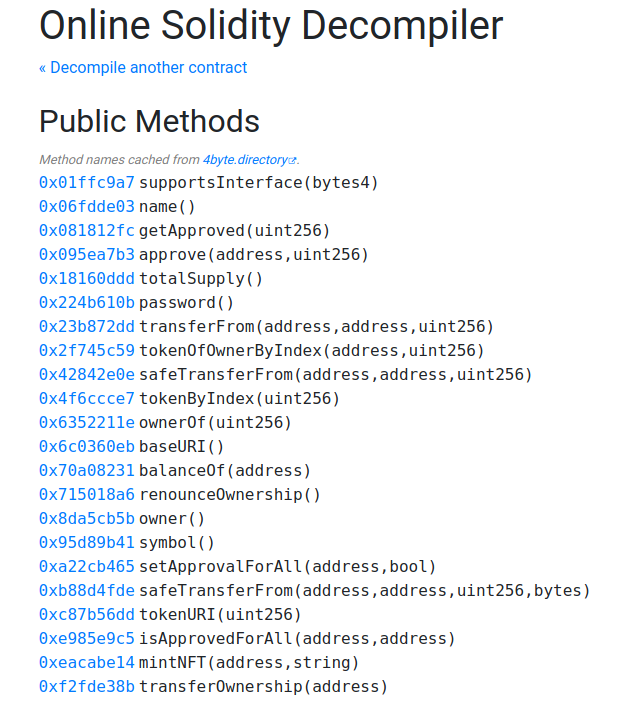 Online Solidity Decompiler
« Decompile another contract
Public Methods
Method names cached from 4byte.directory.
0x01ffc9a7 supportsInterface(bytes4)
0x06fdde03 name()
0x081812fc getApproved(uint256)
0x095ea7b3 approve(address,uint256)
0x18160ddd totalSupply()
0x224b610b password()
0x23b872dd transferFrom(address,address,uint256)
0x2f745c59 tokenOfOwnerByIndex(address,uint256)
0x42842e0e safeTransferFrom(address,address,uint256)
0x4f6ccce7 tokenByIndex(uint256)
0x6352211e ownerOf(uint256)
0x6c0360eb baseURI()
0x70a08231 balanceOf(address)
0x715018a6 renounceOwnership()
0x8da5cb5b owner()
0x95d89b41 symbol()
0xa22cb465 setApprovalForAll(address,bool)
0xb88d4fde safeTransferFrom(address,address,uint256,bytes)
0xc87b56dd tokenURI(uint256)
0xe985e9c5 isApprovedForAll(address,address)
0xeacabe14 mintNFT(address,string)
0xf2fde38b transferOwnership(address)